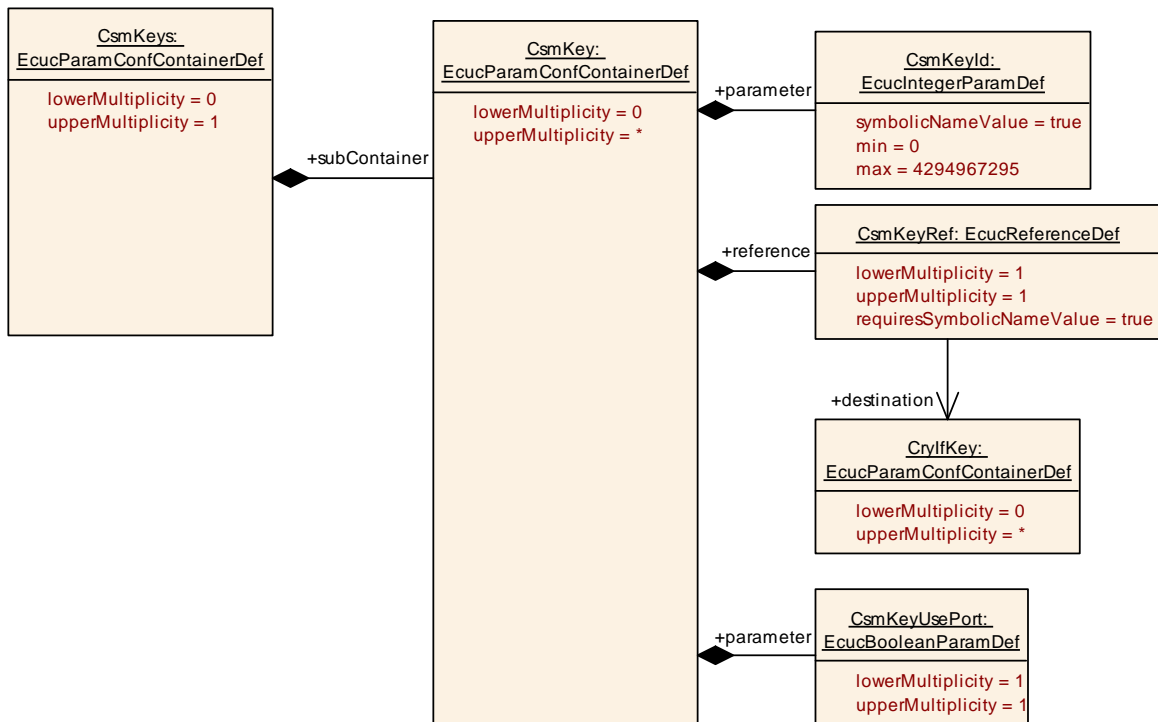 CsmKeys:
EcucParamConfContainerDef
lowerMultiplicity = 0
upperMultiplicity = 1
+subContainer
CsmKey:
EcucParamConfContainerDef
lowerMultiplicity = 0
upperMultiplicity = *
+parameter
CsmKeyId:
EcucIntegerParamDef
symbolicNameValue = true
min = 0
max = 4294967295
+reference
CsmKeyRef: EcucReferenceDef
lowerMultiplicity = 1
upperMultiplicity = 1
requiresSymbolicNameValue = true
+destination
CryIfKey:
EcucParamConfContainerDef
lowerMultiplicity = 0
upperMultiplicity = *
+parameter
CsmKeyUsePort:
EcucBooleanParamDef
lowerMultiplicity = 1
upperMultiplicity = 1